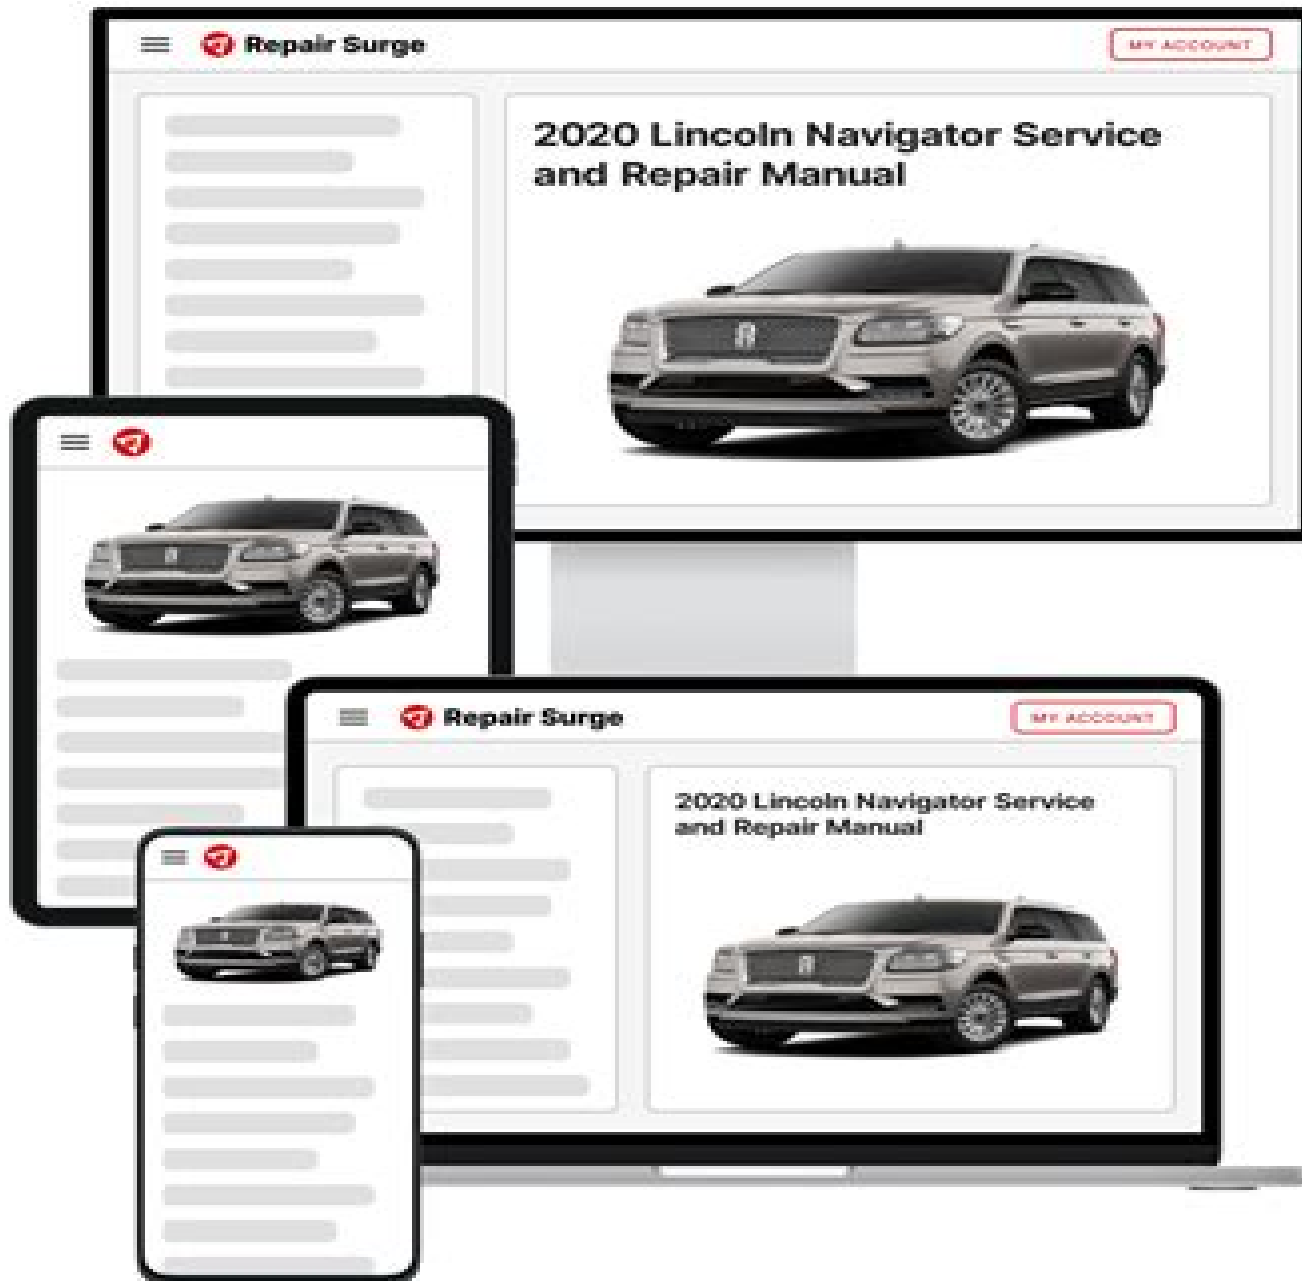 Repair Surge
MY ACCOUNT
2020 Lincoln Navigator Service
and Repair Manual
Repair Surge
MY ACCOUNT
2020 Lincoln Navigator Service
and Repair Manual